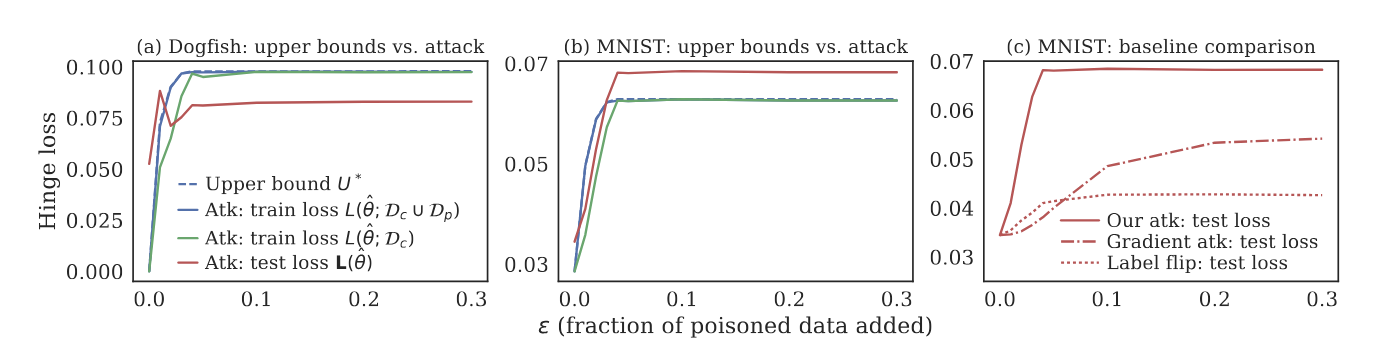 (a) Dogfish: upper bounds vs. attack
Hinge loss
0.100
0.075
0.050
0.025
0.000
Upper bound U*
Atk: train loss L(θ̂; 𝒟c ∪ 𝒟p)
Atk: train loss L(θ̂; 𝒟c)
Atk: test loss L(θ̂)
0.0 0.1 0.2 0.3
(b) MNIST: upper bounds vs. attack
0.07
0.05
0.03
0.0 0.1 0.2 0.3
(c) MNIST: baseline comparison
0.07
0.06
0.05
0.04
0.03
Our atk: test loss
Gradient atk: test loss
Label flip: test loss
0.0 0.1 0.2 0.3
ε (fraction of poisoned data added)